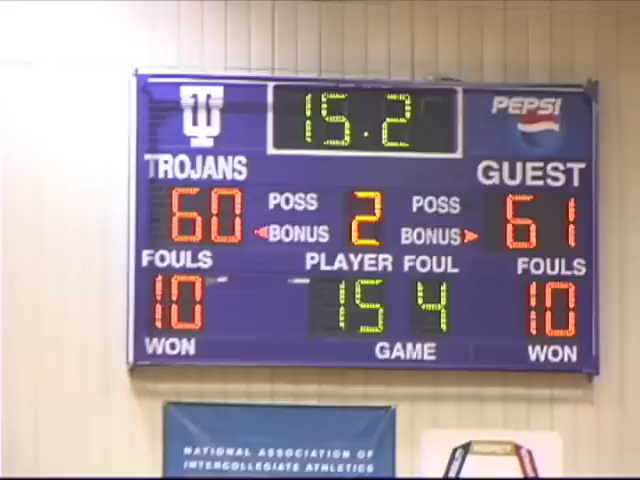 15.2
PEPSI
TROJANS
GUEST
60
POSS
2
POSS
61
BONUS
BONUS
FOULS
PLAYER FOUL
FOULS
10
15
4
10
WON
GAME
WON
NATIONAL ASSOCIATION OF
INTERCOLLEGIATE ATHLETICS